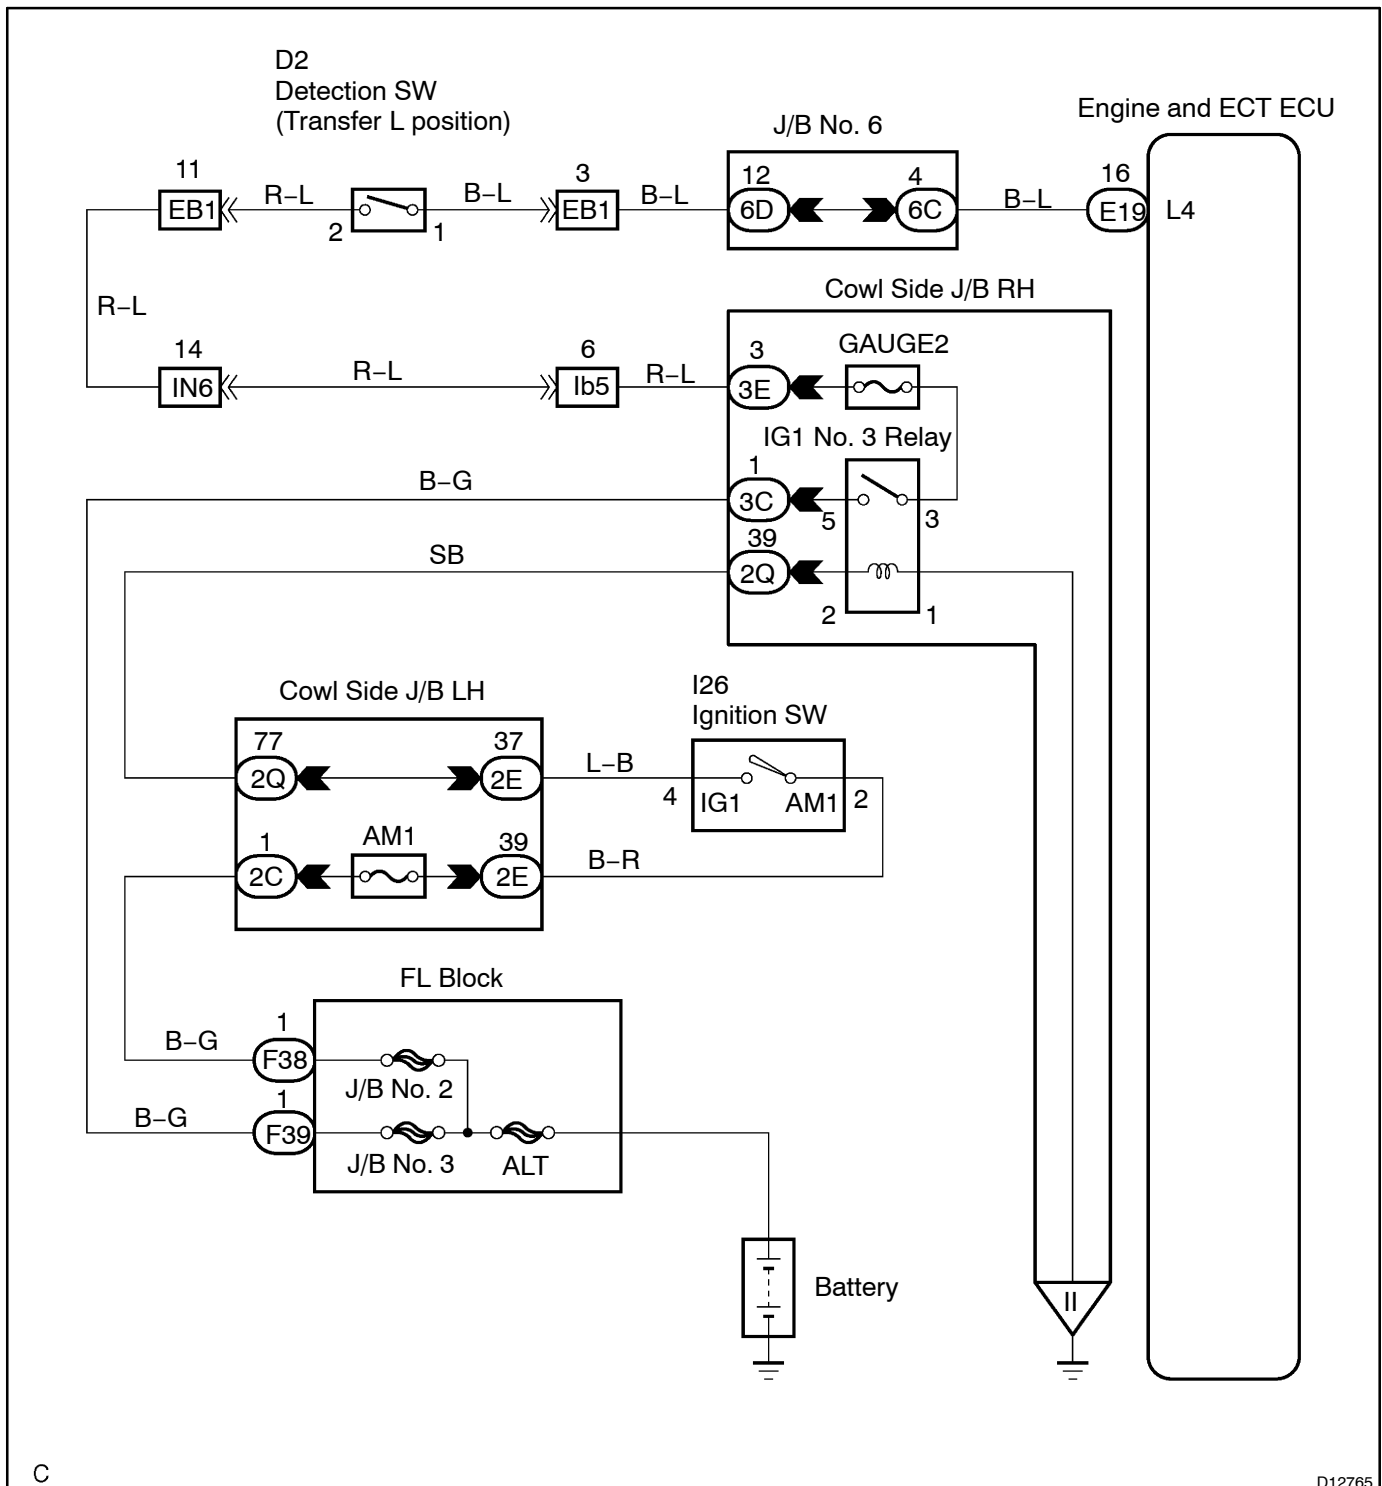 D2
Detection SW
(Transfer L position)
Engine and ECT ECU
J/B No. 6
11
R–L
B–L
3
B–L
12
4
B–L
16
EB1
2
1
EB1
6D
6C
E19
L4
R–L
Cowl Side J/B RH
14
R–L
6
R–L
3
GAUGE2
IN6
Ib5
3E
IG1 No. 3 Relay
B–G
1
3C
5
3
SB
39
2Q
2
1
Cowl Side J/B LH
I26
Ignition SW
77
37
L–B
2Q
2E
4
IG1
AM1
2
1
AM1
39
B–R
2C
2E
FL Block
B–G
1
F38
J/B No. 2
B–G
1
F39
J/B No. 3
ALT
Battery
II
C
D12765